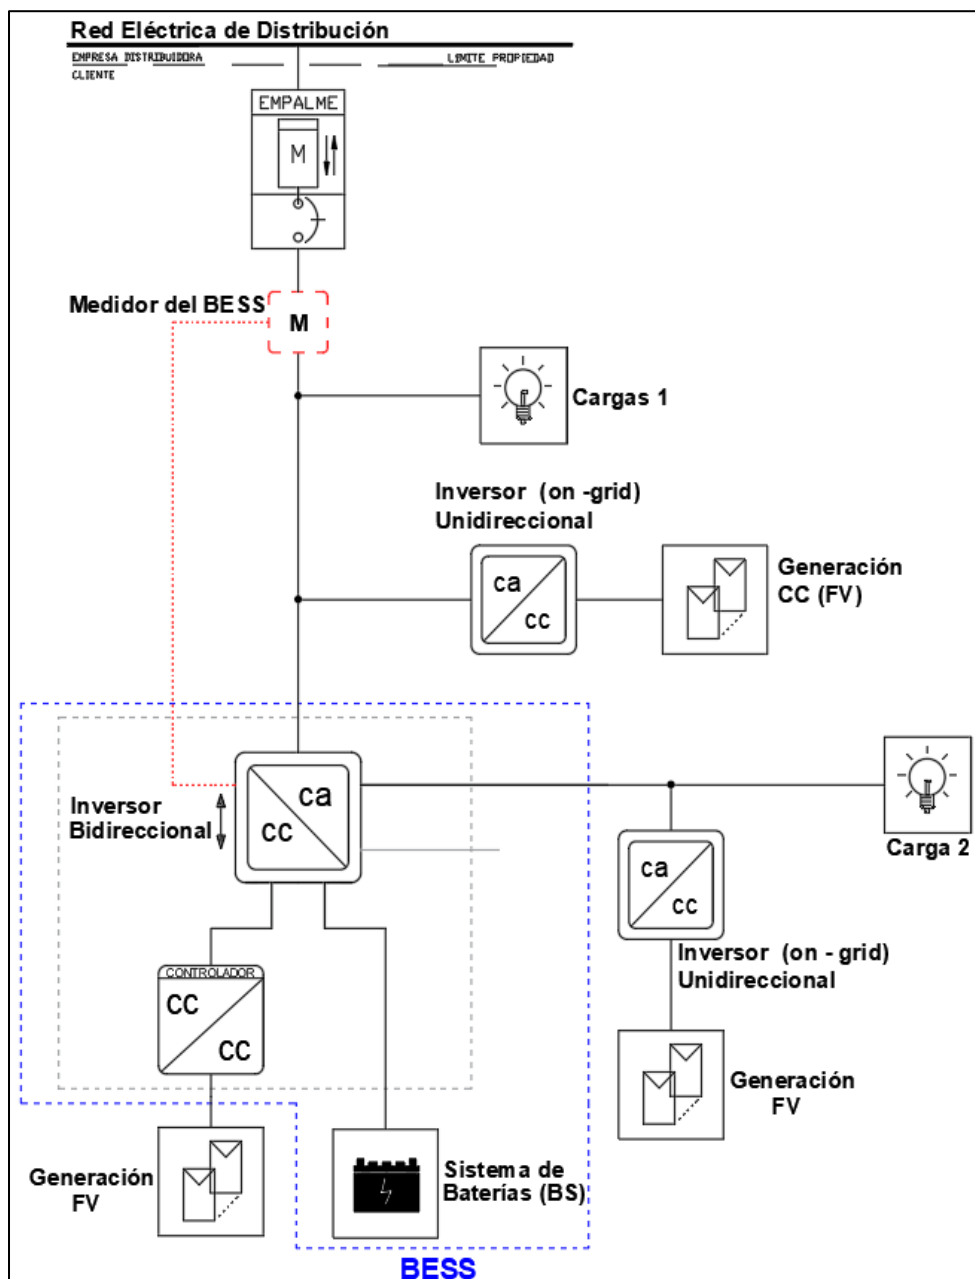 Red Eléctrica de Distribución
EMPRESA DISTRIBUIDORA
LIMITE PROPIEDAD
CLIENTE
EMPALME
M
Medidor del BESS
M
Cargas 1
Inversor (on -grid)
Unidireccional
ca
cc
Generación
CC (FV)
ca
cc
Inversor
Bidireccional
Carga 2
ca
cc
Inversor (on - grid)
Unidireccional
CONTROLADOR
CC
CC
Generación
FV
Generación
FV
Sistema de
Baterías (BS)
BESS